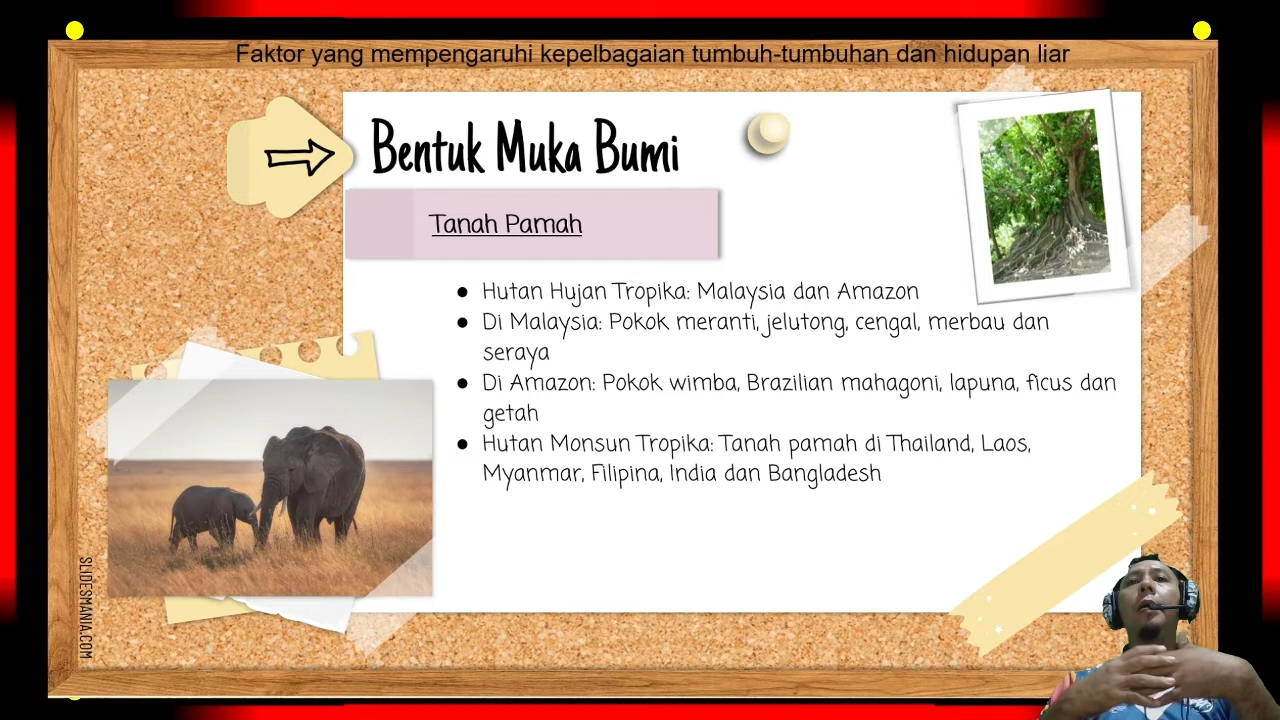 Faktor yang mempengaruhi kepelbagaian tumbuh-tumbuhan dan hidupan liar
Bentuk Muka Bumi
Tanah Pamah
● Hutan Hujan Tropika: Malaysia dan Amazon
● Di Malaysia: Pokok meranti, jelutong, cengal, merbau dan
seraya
● Di Amazon: Pokok wimba, Brazilian mahagoni, lapuna, ficus dan
getah
● Hutan Monsun Tropika: Tanah pamah di Thailand, Laos,
Myanmar, Filipina, India dan Bangladesh
SLIDESMANIA.COM